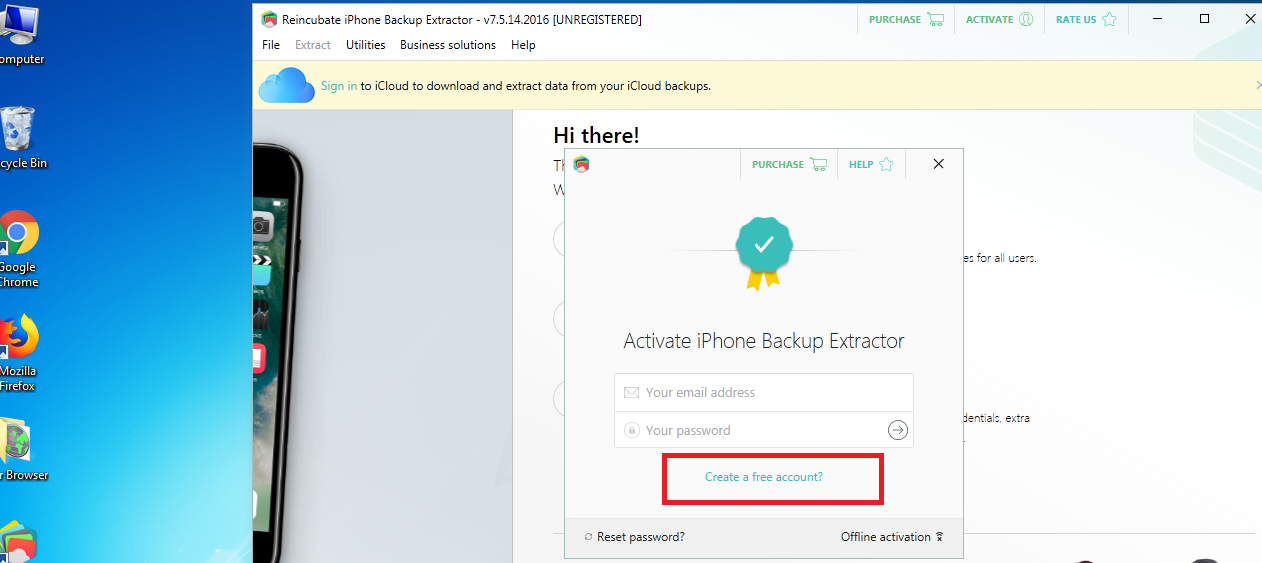 Reincubate iPhone Backup Extractor - v7.5.14.2016 [UNREGISTERED]
PURCHASE
ACTIVATE
RATE US
File Extract Utilities Business solutions Help
Sign in to iCloud to download and extract data from your iCloud backups.
omputer
cycle Bin
Google
Chrome
Mozilla
Firefox
r Browser
Hi there!
Th
W
es for all users.
dentials, extra
PURCHASE
HELP
Activate iPhone Backup Extractor
Your email address
Your password
Create a free account?
Reset password?
Offline activation